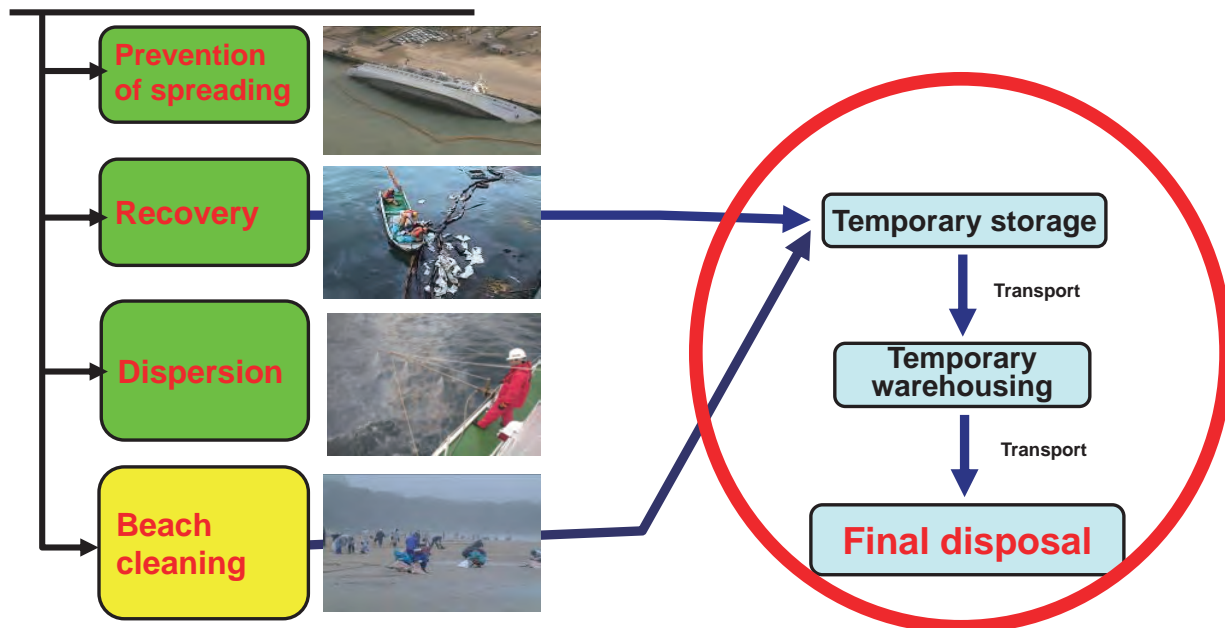 Prevention
of spreading
Recovery
Dispersion
Beach
cleaning
Temporary storage
Transport
Temporary
warehousing
Transport
Final disposal